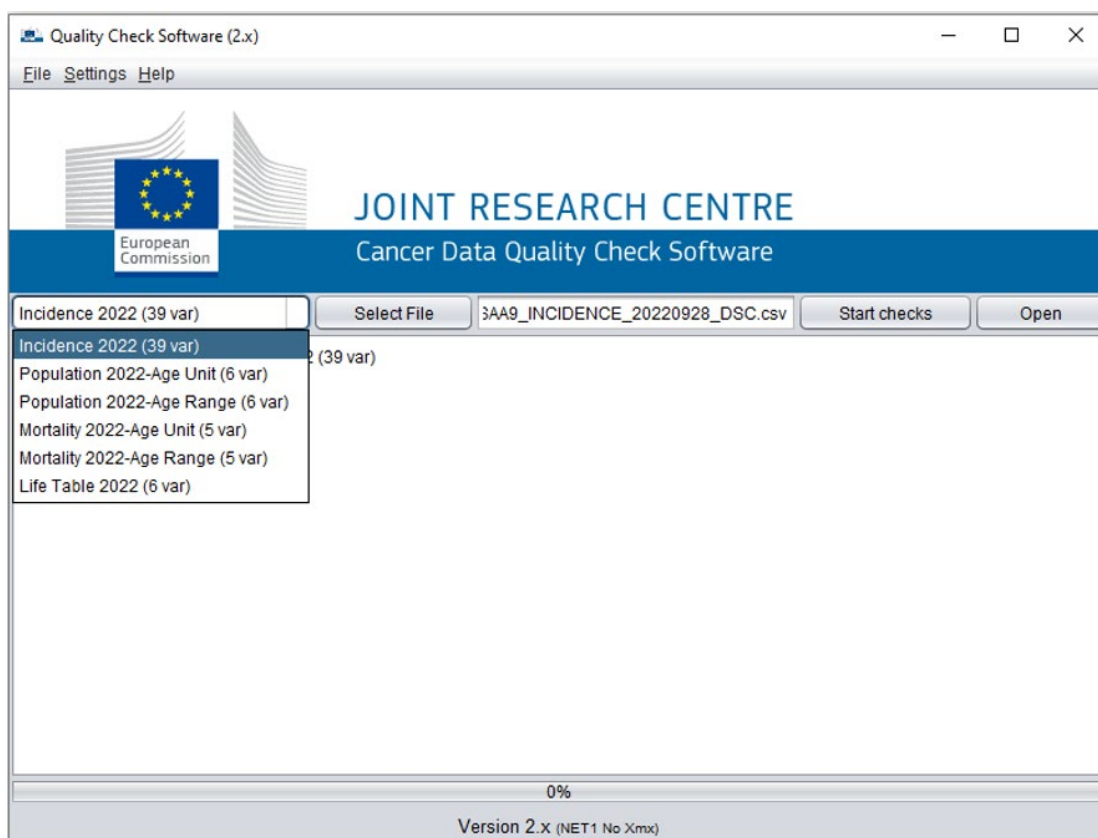 Quality Check Software (2.x)
File Settings Help
JOINT RESEARCH CENTRE
European
Commission
Cancer Data Quality Check Software
Incidence 2022 (39 var) Select File AA9_INCIDENCE_20220928_DSC.csv Start checks Open
Incidence 2022 (39 var)
2 (39 var)
Population 2022-Age Unit (6 var)
Population 2022-Age Range (6 var)
Mortality 2022-Age Unit (5 var)
Mortality 2022-Age Range (5 var)
Life Table 2022 (6 var)
0%
Version 2.x (NET1 No Xmx)